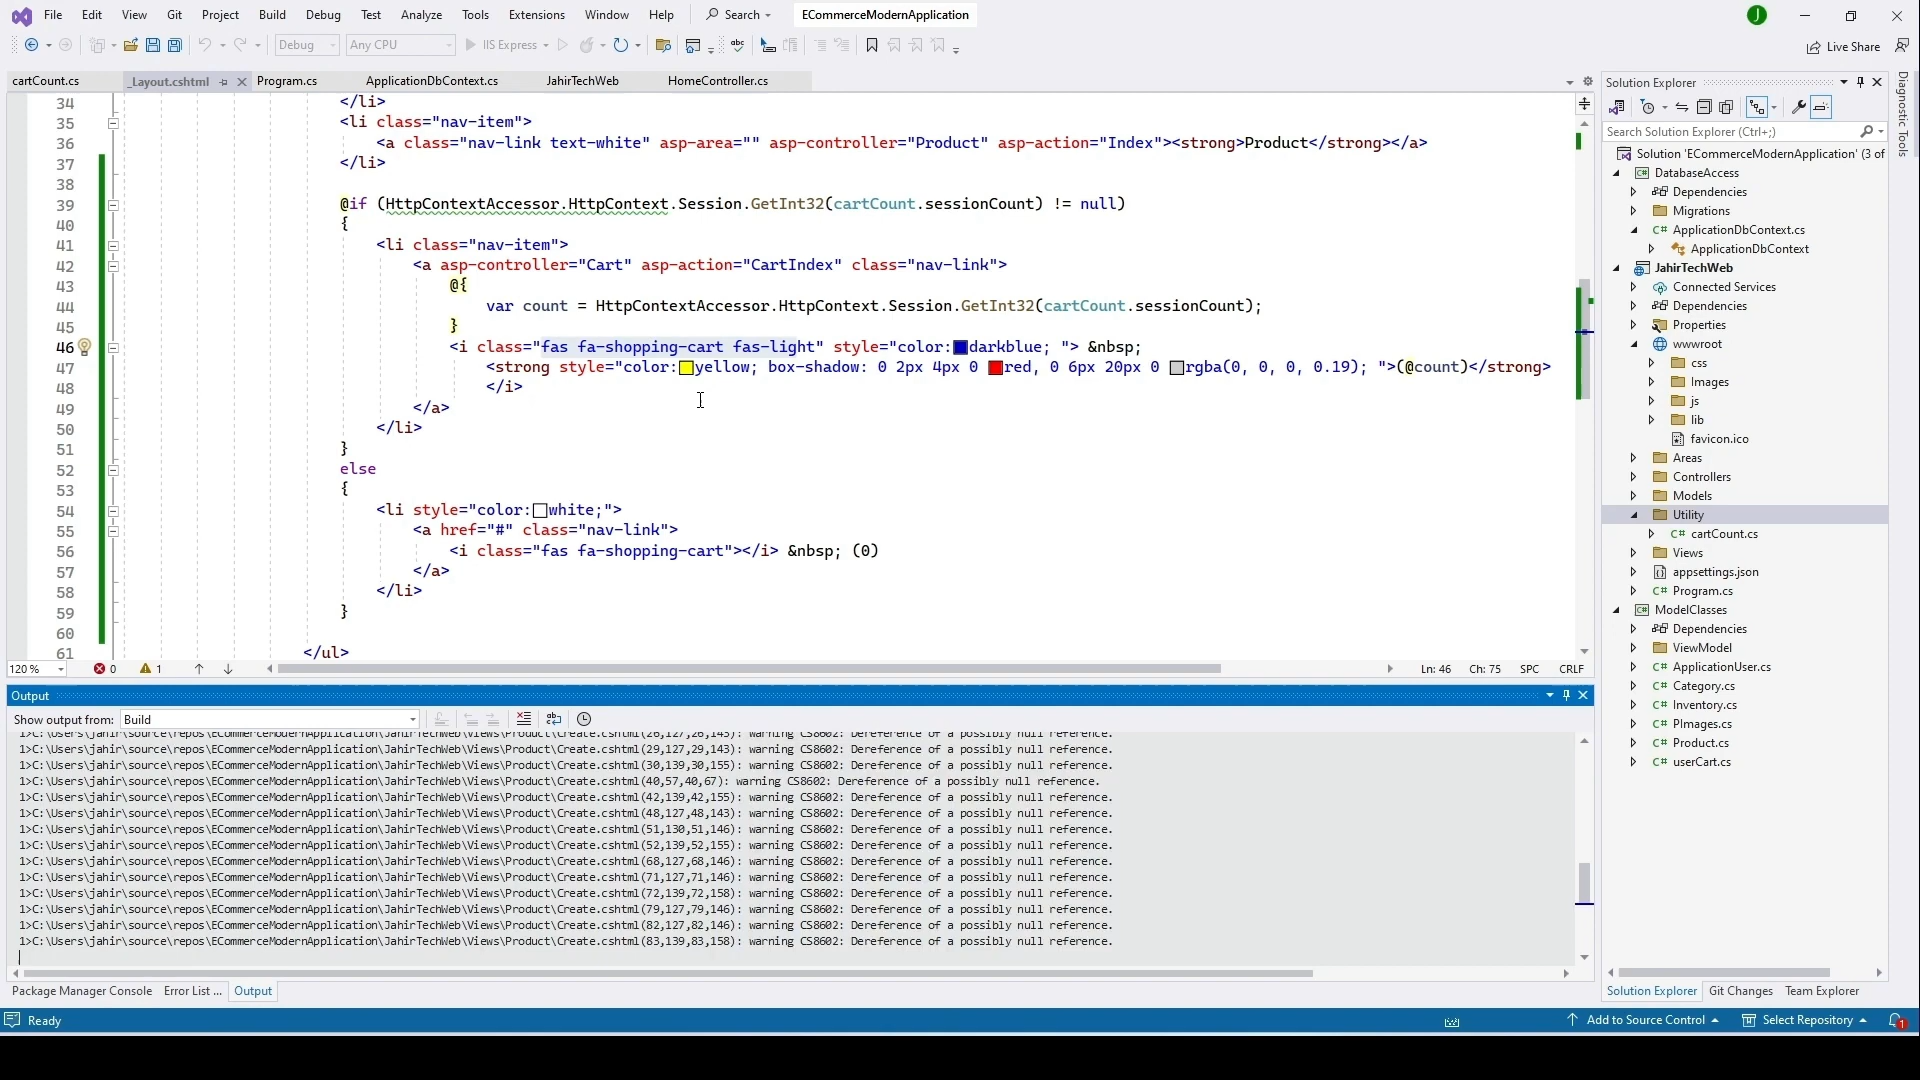 File Edit View Git Project Build Debug Test Analyze Tools Extensions Window Help Search ECommerceModernApplication J
Debug Any CPU IIS Express Live Share
cartCount.cs _Layout.cshtml Program.cs ApplicationDbContext.cs JahirTechWeb HomeController.cs
34 </li>
35 <li class="nav-item">
36 <a class="nav-link text-white" asp-area="" asp-controller="Product" asp-action="Index"><strong>Product</strong></a>
37 </li>
38
39 @if (HttpContextAccessor.HttpContext.Session.GetInt32(cartCount.sessionCount) != null)
40 {
41 <li class="nav-item">
42 <a asp-controller="Cart" asp-action="CartIndex" class="nav-link">
43 @{
44 var count = HttpContextAccessor.HttpContext.Session.GetInt32(cartCount.sessionCount);
45 }
46 <i class="fas fa-shopping-cart fas-light" style="color:darkblue; "> &nbsp;
47 <strong style="color:yellow; box-shadow: 0 2px 4px 0 red, 0 6px 20px 0 rgba(0, 0, 0, 0.19); ">(@count)</strong>
48 </i>
49 </a>
50 </li>
51 }
52 else
53 {
54 <li style="color:white;">
55 <a href="#" class="nav-link">
56 <i class="fas fa-shopping-cart"></i> &nbsp; (0)
57 </a>
58 </li>
59 }
60
61 </ul>
120 % 0 1 Ln: 46 Ch: 75 SPC CRLF
Output
Show output from: Build
1>C:\Users\jahir\source\repos\ECommerceModernApplication\JahirTechWeb\Views\Product\Create.cshtml(26,127,26,143): warning CS8602: Dereference of a possibly null reference.
1>C:\Users\jahir\source\repos\ECommerceModernApplication\JahirTechWeb\Views\Product\Create.cshtml(29,127,29,143): warning CS8602: Dereference of a possibly null reference.
1>C:\Users\jahir\source\repos\ECommerceModernApplication\JahirTechWeb\Views\Product\Create.cshtml(30,139,30,155): warning CS8602: Dereference of a possibly null reference.
1>C:\Users\jahir\source\repos\ECommerceModernApplication\JahirTechWeb\Views\Product\Create.cshtml(40,57,40,67): warning CS8602: Dereference of a possibly null reference.
1>C:\Users\jahir\source\repos\ECommerceModernApplication\JahirTechWeb\Views\Product\Create.cshtml(42,139,42,155): warning CS8602: Dereference of a possibly null reference.
1>C:\Users\jahir\source\repos\ECommerceModernApplication\JahirTechWeb\Views\Product\Create.cshtml(48,127,48,143): warning CS8602: Dereference of a possibly null reference.
1>C:\Users\jahir\source\repos\ECommerceModernApplication\JahirTechWeb\Views\Product\Create.cshtml(51,130,51,146): warning CS8602: Dereference of a possibly null reference.
1>C:\Users\jahir\source\repos\ECommerceModernApplication\JahirTechWeb\Views\Product\Create.cshtml(52,139,52,155): warning CS8602: Dereference of a possibly null reference.
1>C:\Users\jahir\source\repos\ECommerceModernApplication\JahirTechWeb\Views\Product\Create.cshtml(68,127,68,146): warning CS8602: Dereference of a possibly null reference.
1>C:\Users\jahir\source\repos\ECommerceModernApplication\JahirTechWeb\Views\Product\Create.cshtml(71,127,71,146): warning CS8602: Dereference of a possibly null reference.
1>C:\Users\jahir\source\repos\ECommerceModernApplication\JahirTechWeb\Views\Product\Create.cshtml(72,139,72,158): warning CS8602: Dereference of a possibly null reference.
1>C:\Users\jahir\source\repos\ECommerceModernApplication\JahirTechWeb\Views\Product\Create.cshtml(79,127,79,146): warning CS8602: Dereference of a possibly null reference.
1>C:\Users\jahir\source\repos\ECommerceModernApplication\JahirTechWeb\Views\Product\Create.cshtml(82,127,82,146): warning CS8602: Dereference of a possibly null reference.
1>C:\Users\jahir\source\repos\ECommerceModernApplication\JahirTechWeb\Views\Product\Create.cshtml(83,139,83,158): warning CS8602: Dereference of a possibly null reference.
Package Manager Console Error List ... Output
Solution Explorer
Search Solution Explorer (Ctrl+;)
Solution 'ECommerceModernApplication' (3 of
DatabaseAccess
Dependencies
Migrations
ApplicationDbContext.cs
ApplicationDbContext
JahirTechWeb
Connected Services
Dependencies
Properties
wwwroot
css
Images
js
lib
favicon.ico
Areas
Controllers
Models
Utility
cartCount.cs
Views
appsettings.json
Program.cs
ModelClasses
Dependencies
ViewModel
ApplicationUser.cs
Category.cs
Inventory.cs
PImages.cs
Product.cs
userCart.cs
Solution Explorer Git Changes Team Explorer
Diagnostic Tools
Ready Add to Source Control Select Repository 1